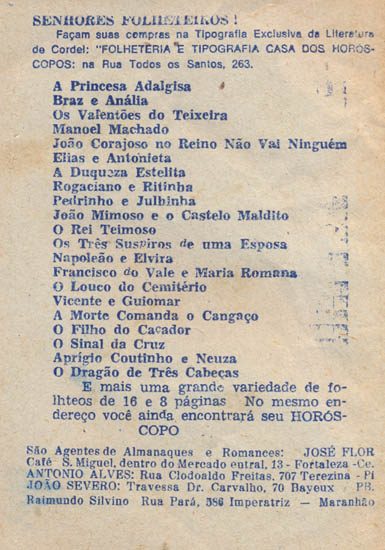 SENHORES FOLHETEIROS!
Façam suas compras na Tipografia Exclusiva da Literatura
de Cordel: "FOLHETERIA E TIPOGRAFIA CASA DOS HORÓS-
COPOS: na Rua Todos os Santos, 263.
A Princesa Adalgisa
Braz e Anália
Os Valentões do Teixeira
Manoel Machado
João Corajoso no Reino Não Vai Ninguém
Elias e Antonieta
A Duqueza Estelita
Rogaciano e Ritinha
Pedrinho e Julbinha
João Mimoso e o Castelo Maldito
O Rei Teimoso
Os Três Suspiros de uma Esposa
Napoleão e Elvira
Francisco do Vale e Maria Romana
O Louco do Cemitério
Vicente e Guiomar
A Morte Comanda o Cangaço
O Filho do Caçador
O Sinal da Cruz
Aprígio Coutinho e Neuza
O Dragão de Três Cabeças
E mais uma grande variedade de fo-
lhteos de 16 e 8 páginas No mesmo en-
dereço você ainda encontrará seu HORÓS-
COPO
São Agentes de Almanaques e Romances: JOSÉ FLOR
Café S. Miguel, dentro do Mercado entral, 13 - Fortaleza -Ce.
ANTONIO ALVES: Rua Clodoaldo Freitas, 707 Terezina - Pi
JOÃO SEVERO: Travessa Dr. Carvalho, 70 Bayeux - PB.
Raimundo Silvino Rua Pará, 586 Imperatriz — Maranhão